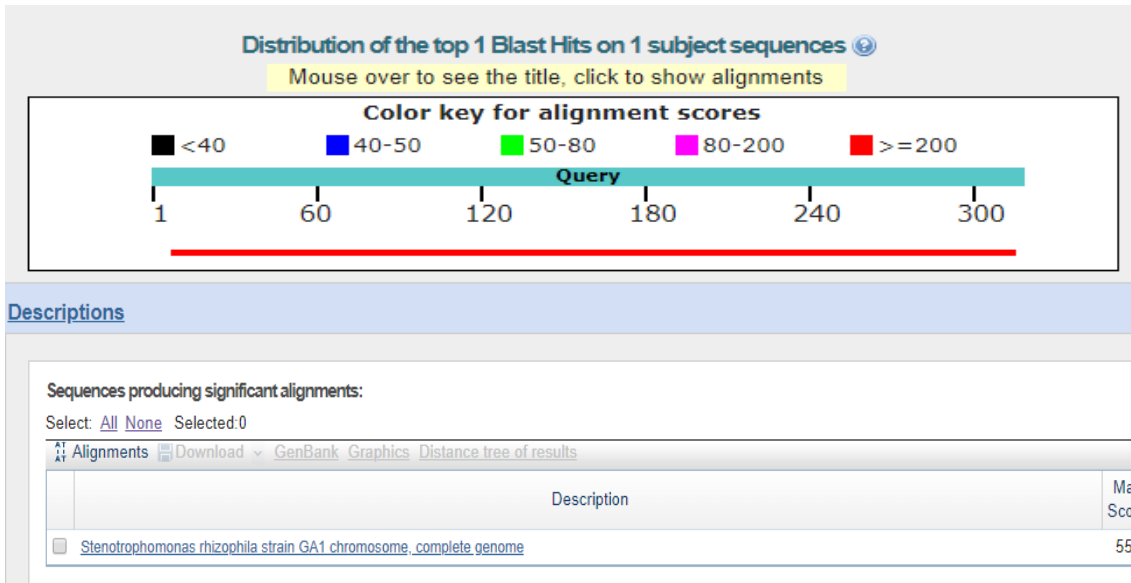 Distribution of the top 1 Blast Hits on 1 subject sequences ?
Mouse over to see the title, click to show alignments
Color key for alignment scores
<40 40-50 50-80 80-200 >=200
Query
1 60 120 180 240 300
Descriptions
Sequences producing significant alignments:
Select: All None Selected:0
Alignments Download GenBank Graphics Distance tree of results
Description
Stenotrophomonas rhizophila strain GA1 chromosome, complete genome